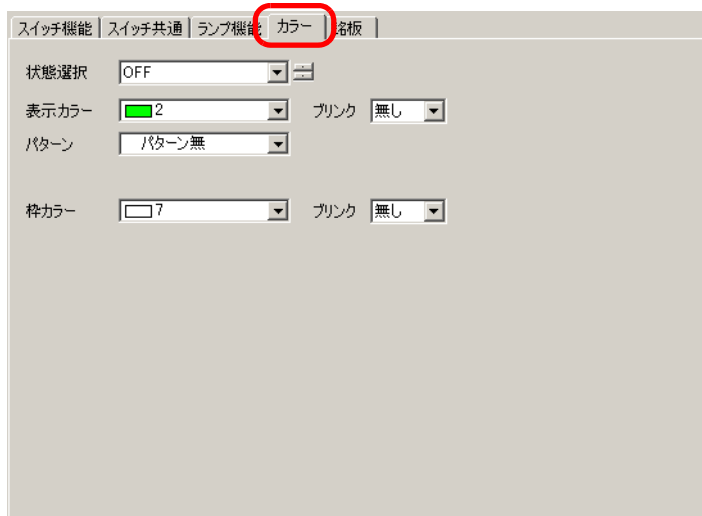 スイッチ機能 スイッチ共通 ランプ機能 カラー 銘板
状態選択 OFF
表示カラー 2 ブリンク 無し
パターン パターン無
枠カラー 7 ブリンク 無し